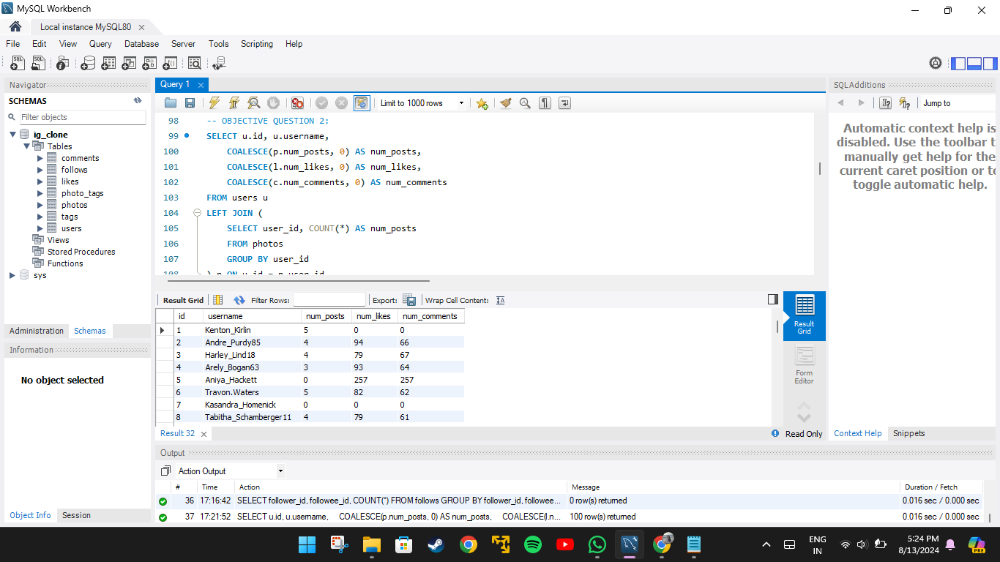 MySQL Workbench
Local instance MySQL80
File Edit View Query Database Server Tools Scripting Help
Navigator
SCHEMAS
Filter objects
ig_clone
Tables
comments
follows
likes
photo_tags
photos
tags
users
Views
Stored Procedures
Functions
sys
Administration Schemas
Information
No object selected
Object Info Session
Query 1
Limit to 1000 rows
98 -- OBJECTIVE QUESTION 2:
99 SELECT u.id, u.username,
100 COALESCE(p.num_posts, 0) AS num_posts,
101 COALESCE(l.num_likes, 0) AS num_likes,
102 COALESCE(c.num_comments, 0) AS num_comments
103 FROM users u
104 LEFT JOIN (
105 SELECT user_id, COUNT(*) AS num_posts
106 FROM photos
107 GROUP BY user_id
108 ) p ON u.id = p.user_id
Result Grid Filter Rows: Export: Wrap Cell Content:
id username num_posts num_likes num_comments
1 Kenton_Kirlin 5 0 0
2 Andre_Purdy85 4 94 66
3 Harley_Lind18 4 79 67
4 Arely_Bogan63 3 93 64
5 Aniya_Hackett 0 257 257
6 Travon.Waters 5 82 62
7 Kasandra_Homenick 0 0 0
8 Tabitha_Schamberger11 4 79 61
Result Grid
Form Editor
Result 32
Read Only
SQLAdditions
Jump to
Automatic context help is
disabled. Use the toolbar t
manually get help for the
current caret position or to
toggle automatic help.
Context Help Snippets
Output
Action Output
# Time Action Message Duration / Fetch
36 17:16:42 SELECT follower_id, followee_id, COUNT(*) FROM follows GROUP BY follower_id, followee... 0 row(s) returned 0.016 sec / 0.000 sec
37 17:21:52 SELECT u.id, u.username, COALESCE(p.num_posts, 0) AS num_posts, COALESCE(l.n... 100 row(s) returned 0.016 sec / 0.000 sec
ENG
IN
5:24 PM
8/13/2024
PRE